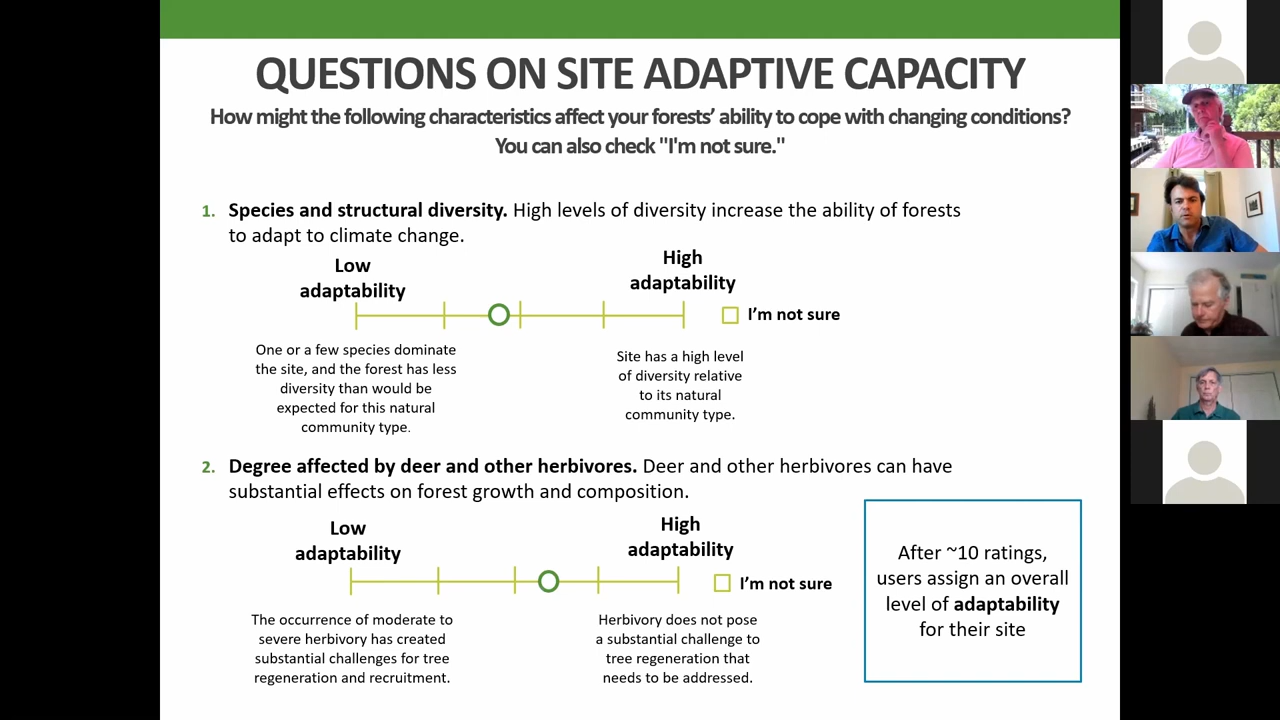 QUESTIONS ON SITE ADAPTIVE CAPACITY
How might the following characteristics affect your forests' ability to cope with changing conditions?
You can also check "I'm not sure."
1. Species and structural diversity. High levels of diversity increase the ability of forests
to adapt to climate change.
Low
adaptability
High
adaptability
I'm not sure
One or a few species dominate
the site, and the forest has less
diversity than would be
expected for this natural
community type.
Site has a high level
of diversity relative
to its natural
community type.
2. Degree affected by deer and other herbivores. Deer and other herbivores can have
substantial effects on forest growth and composition.
Low
adaptability
High
adaptability
I'm not sure
The occurrence of moderate to
severe herbivory has created
substantial challenges for tree
regeneration and recruitment.
Herbivory does not pose
a substantial challenge to
tree regeneration that
needs to be addressed.
After ~10 ratings,
users assign an overall
level of adaptability
for their site